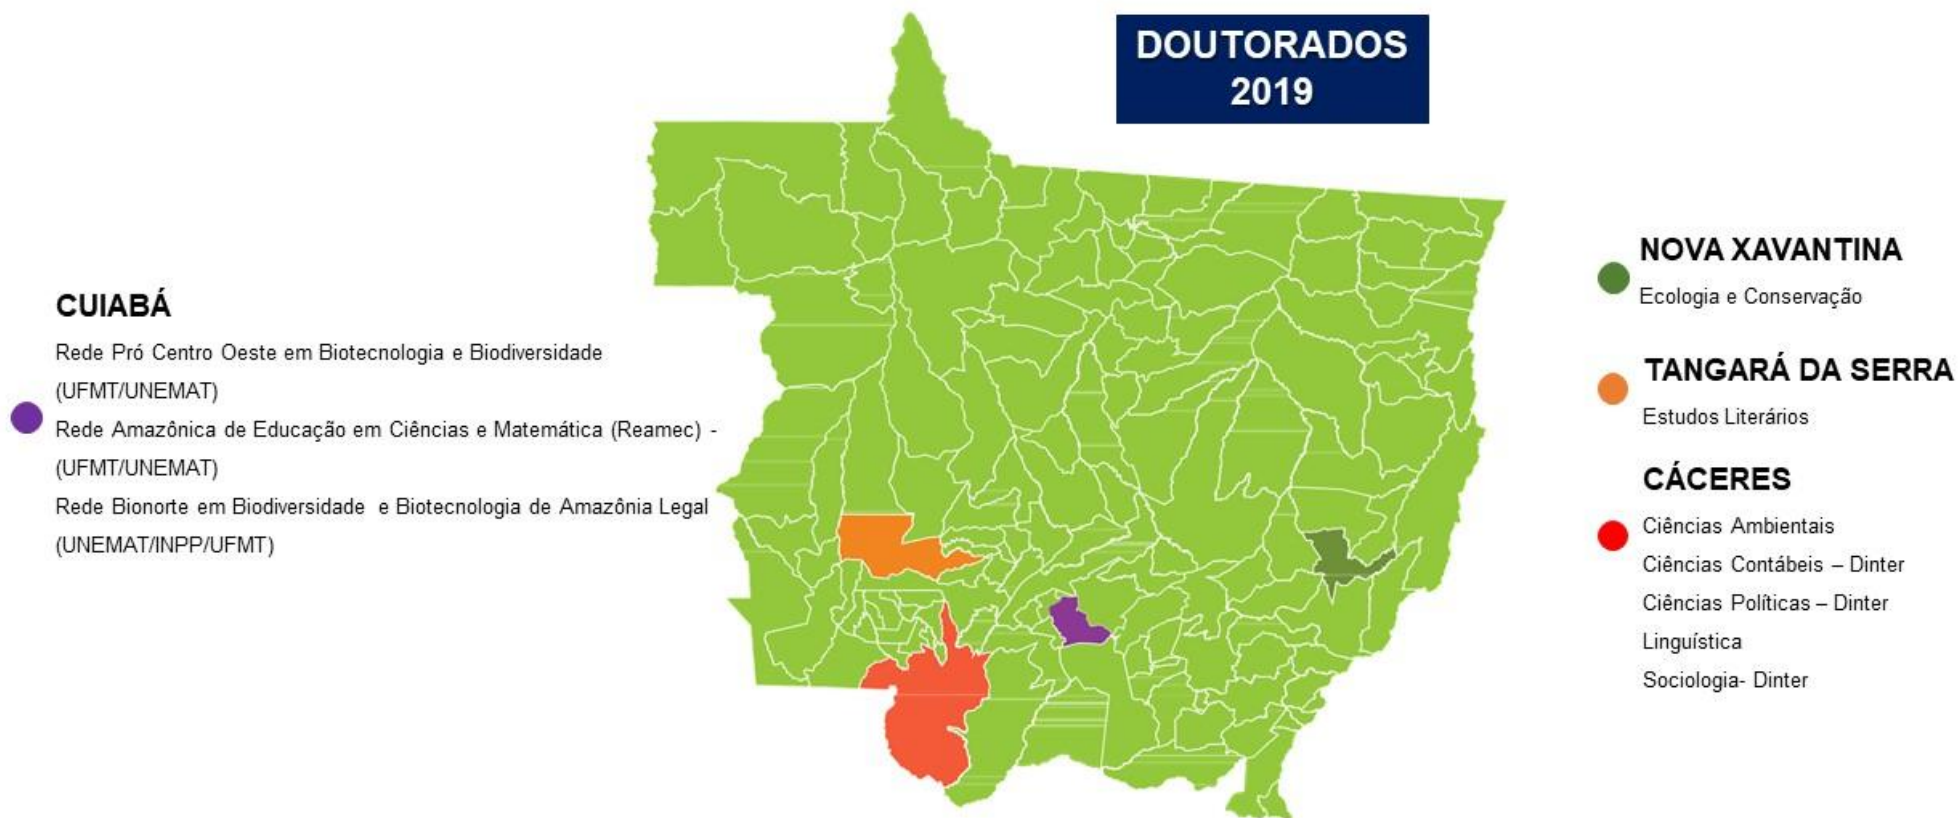 DOUTORADOS
2019
CUIABÁ
Rede Pró Centro Oeste em Biotecnologia e Biodiversidade
(UFMT/UNEMAT)
Rede Amazônica de Educação em Ciências e Matemática (Reamec) -
(UFMT/UNEMAT)
Rede Bionorte em Biodiversidade e Biotecnologia de Amazônia Legal
(UNEMAT/INPP/UFMT)
NOVA XAVANTINA
Ecologia e Conservação
TANGARÁ DA SERRA
Estudos Literários
CÁCERES
Ciências Ambientais
Ciências Contábeis – Dinter
Ciências Políticas – Dinter
Linguística
Sociologia- Dinter